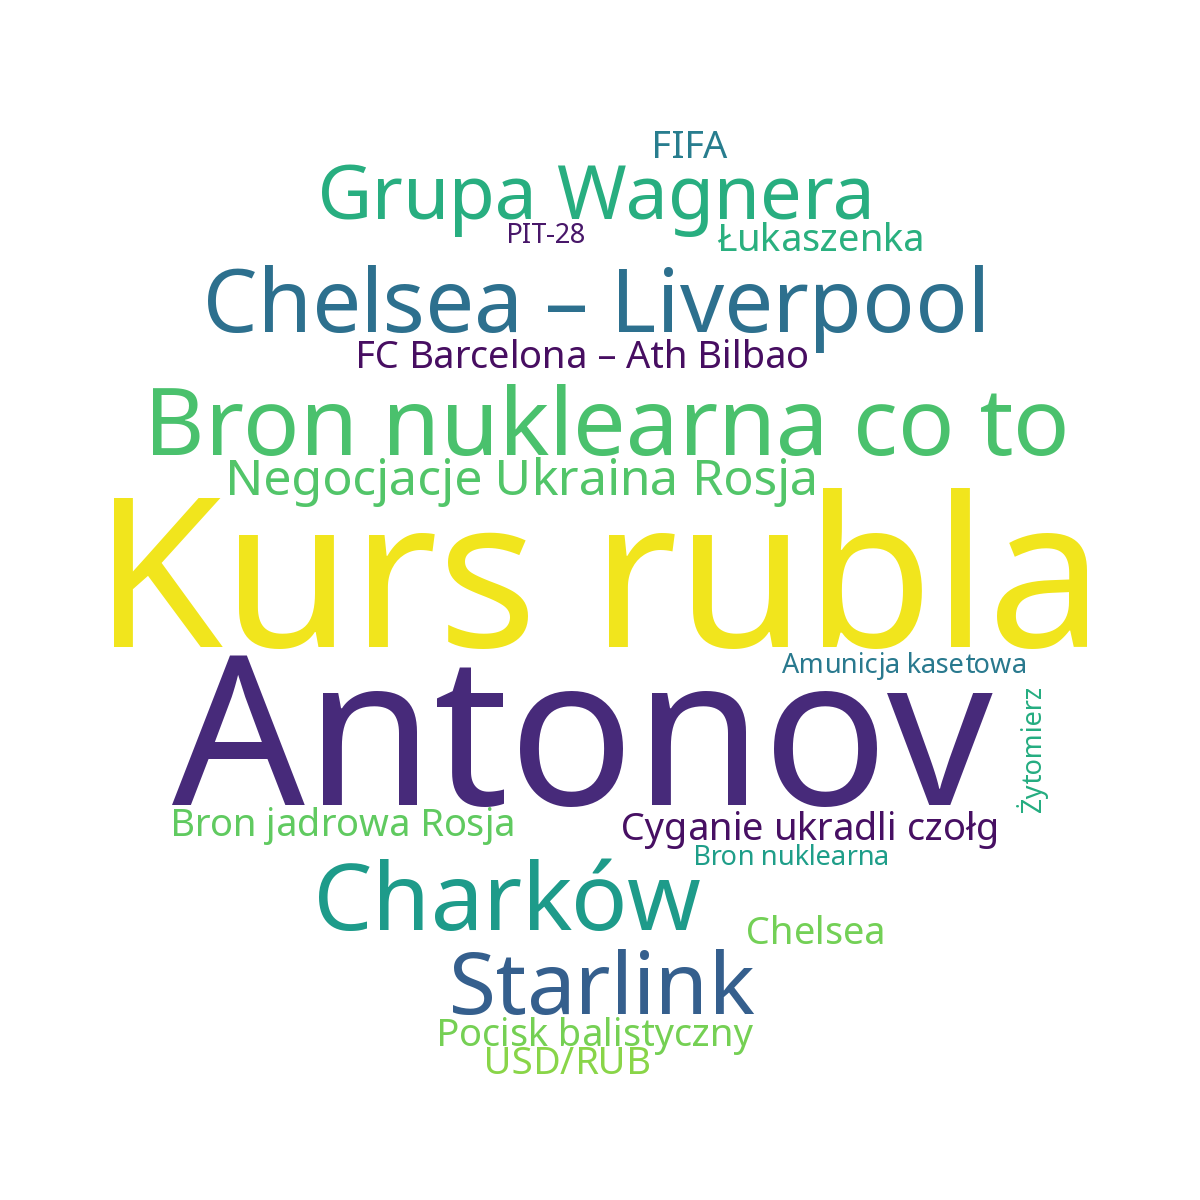 FIFA
Grupa Wagnera
PIT-28
Łukaszenka
Chelsea – Liverpool
FC Barcelona – Ath Bilbao
Bron nuklearna co to
Negocjacje Ukraina Rosja
Kurs rubla
Antonov
Amunicja kasetowa
Żytomierz
Bron jadrowa Rosja
Cyganie ukradli czołg
Bron nuklearna
Charków
Chelsea
Starlink
Pocisk balistyczny
USD/RUB